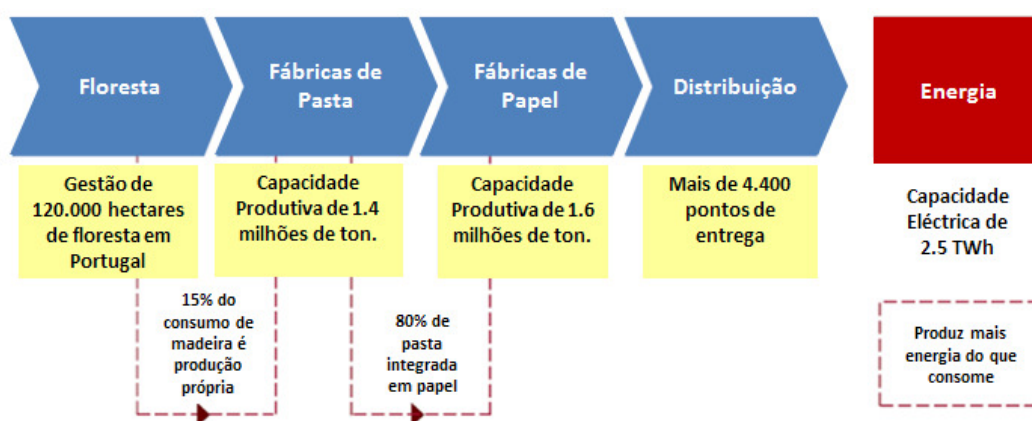 Floresta
Fábricas de
Pasta
Fábricas de
Papel
Distribuição
Energia
Gestão de
120.000 hectares
de floresta em
Portugal
Capacidade
Produtiva de 1.4
milhões de ton.
Capacidade
Produtiva de 1.6
milhões de ton.
Mais de 4.400
pontos de
entrega
Capacidade
Eléctrica de
2.5 TWh
15% do
consumo de
madeira é
produção
própria
80% de
pasta
integrada
em papel
Produz mais
energia do que
consome